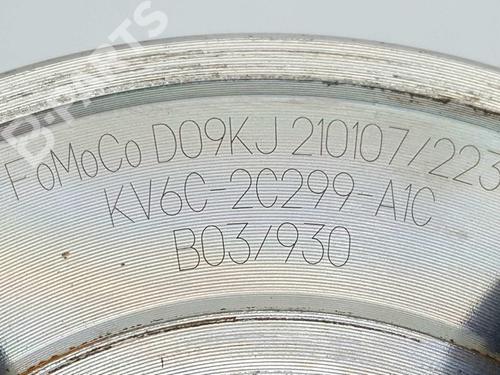 B-PARTS
FoMoCo D09KJ 210107/223
KV6C-2C299-A1C
B03/930